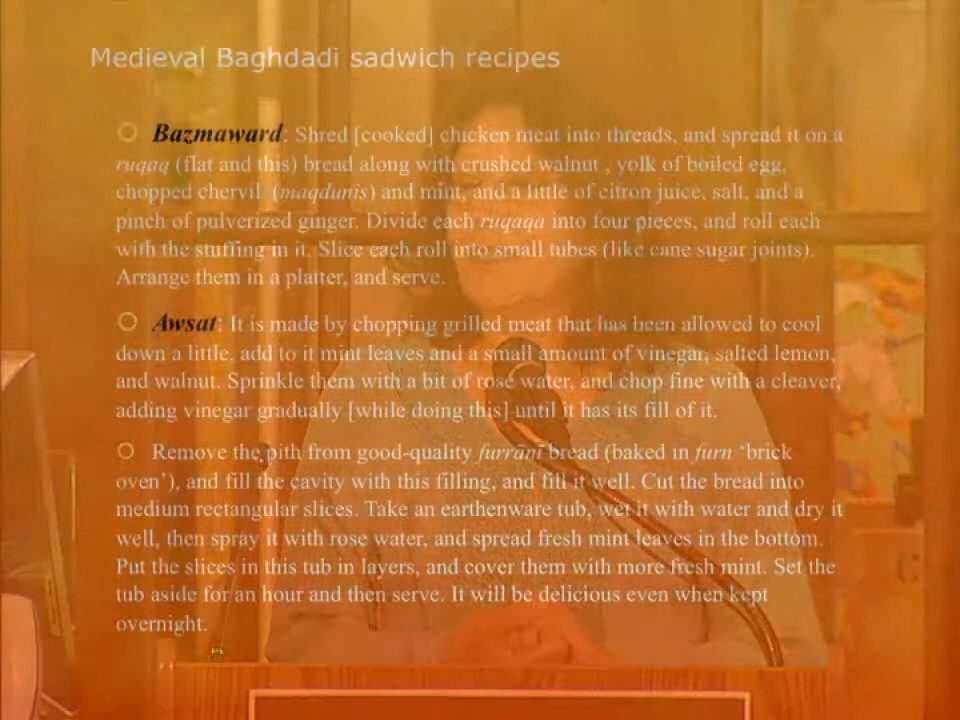 Medieval Baghdadi sadwich recipes
Bazmaward: Shred [cooked] chicken meat into threads, and spread it on a
ruqaq (flat and this) bread along with crushed walnut , yolk of boiled egg,
chopped chervil (maqdunis) and mint, and a little of citron juice, salt, and a
pinch of pulverized ginger. Divide each ruqaqa into four pieces, and roll each
with the stuffing in it. Slice each roll into small tubes (like cane sugar joints).
Arrange them in a platter, and serve.
Awsat: It is made by chopping grilled meat that has been allowed to cool
down a little, add to it mint leaves and a small amount of vinegar, salted lemon,
and walnut. Sprinkle them with a bit of rose water, and chop fine with a cleaver,
adding vinegar gradually [while doing this] until it has its fill of it.
Remove the pith from good-quality furrānī bread (baked in furn ‘brick
oven’), and fill the cavity with this filling, and fill it well. Cut the bread into
medium rectangular slices. Take an earthenware tub, wet it with water and dry it
well, then spray it with rose water, and spread fresh mint leaves in the bottom.
Put the slices in this tub in layers, and cover them with more fresh mint. Set the
tub aside for an hour and then serve. It will be delicious even when kept
overnight.